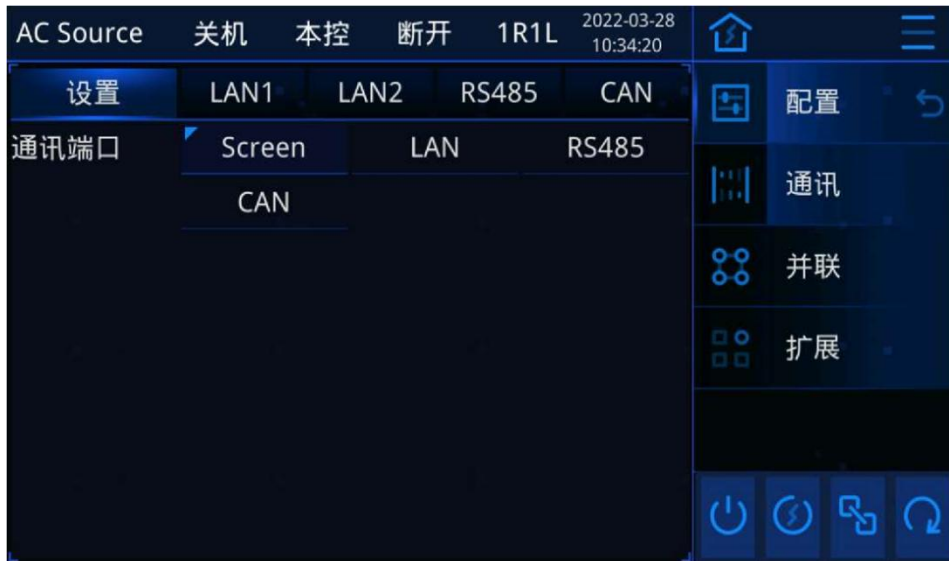 AC Source 关机 本控 断开 1R1L 2022-03-28 10:34:20
设置 LAN1 LAN2 RS485 CAN
通讯端口 Screen LAN RS485
CAN
配置
通讯
并联
扩展